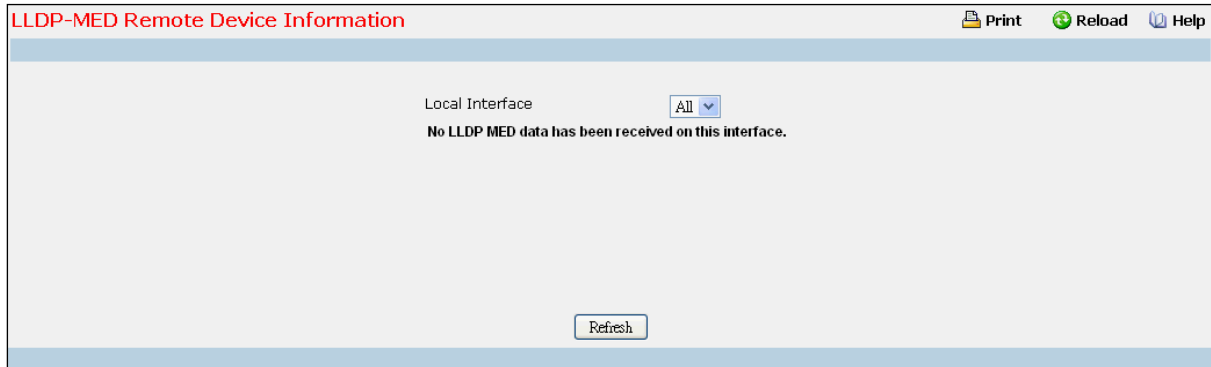 LLDP-MED Remote Device Information Print Reload Help
Local Interface All
No LLDP MED data has been received on this interface.
Refresh